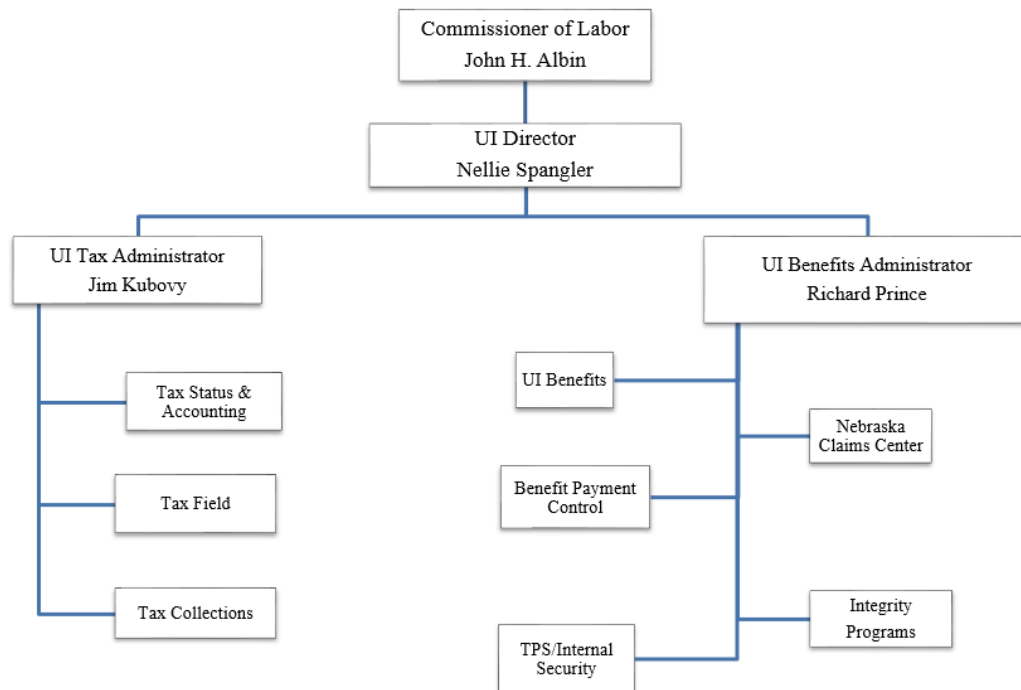 Commissioner of Labor
John H. Albin
UI Director
Nellie Spangler
UI Tax Administrator
Jim Kubovy
UI Benefits Administrator
Richard Prince
Tax Status &
Accounting
Tax Field
Tax Collections
UI Benefits
Nebraska
Claims Center
Benefit Payment
Control
Integrity
Programs
TPS/Internal
Security